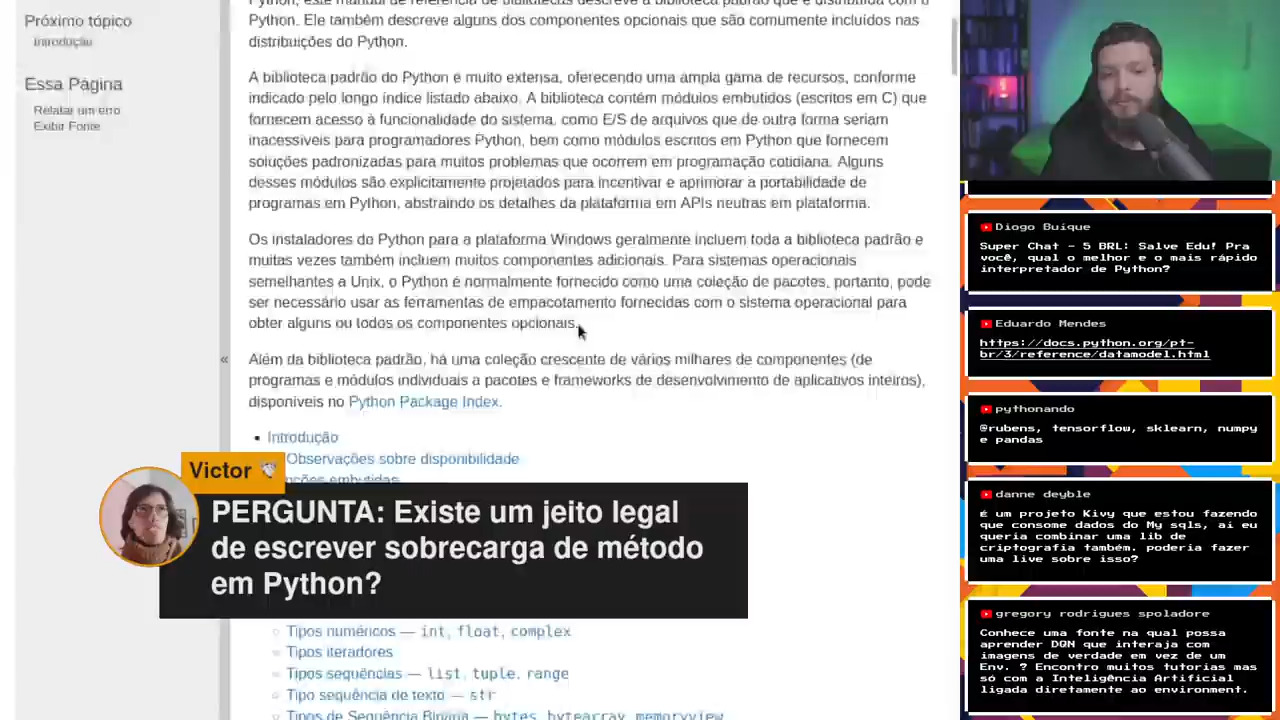 Próximo tópico
Introdução
Essa Página
Relatar um erro
Exibir Fonte
«
Python, este manual de referência de bibliotecas descreve a biblioteca padrão que é distribuída com o
Python. Ele também descreve alguns dos componentes opcionais que são comumente incluídos nas
distribuições do Python.
A biblioteca padrão do Python é muito extensa, oferecendo uma ampla gama de recursos, conforme
indicado pelo longo índice listado abaixo. A biblioteca contém módulos embutidos (escritos em C) que
fornecem acesso à funcionalidade do sistema, como E/S de arquivos que de outra forma seriam
inacessíveis para programadores Python, bem como módulos escritos em Python que fornecem
soluções padronizadas para muitos problemas que ocorrem em programação cotidiana. Alguns
desses módulos são explicitamente projetados para incentivar e aprimorar a portabilidade de
programas em Python, abstraindo os detalhes da plataforma em APIs neutras em plataforma.
Os instaladores do Python para a plataforma Windows geralmente incluem toda a biblioteca padrão e
muitas vezes também incluem muitos componentes adicionais. Para sistemas operacionais
semelhantes a Unix, o Python é normalmente fornecido como uma coleção de pacotes, portanto, pode
ser necessário usar as ferramentas de empacotamento fornecidas com o sistema operacional para
obter alguns ou todos os componentes opcionais.
Além da biblioteca padrão, há uma coleção crescente de vários milhares de componentes (de
programas e módulos individuais a pacotes e frameworks de desenvolvimento de aplicativos inteiros),
disponíveis no Python Package Index.
Introdução
Observações sobre disponibilidade
embutidas
Victor
PERGUNTA: Existe um jeito legal
de escrever sobrecarga de método
em Python?
Tipos numéricos — int, float, complex
Tipos iteradores
Tipos sequências — list, tuple, range
Tipo sequência de texto — str
Tipos de Sequência Binária — bytes, bytearray, memoryview
Diogo Buique
Super Chat - 5 BRL: Salve Edu! Pra
você, qual o melhor e o mais rápido
interpretador de Python?
Eduardo Mendes
https://docs.python.org/pt-
br/3/reference/datamodel.html
pythonando
@rubens, tensorflow, sklearn, numpy
e pandas
danne deyble
É um projeto Kivy que estou fazendo
que consome dados do My sqls, aí eu
queria combinar uma lib de
criptografia também. poderia fazer
uma live sobre isso?
gregory rodrigues spoladore
Conhece uma fonte na qual possa
aprender DQN que interaja com
imagens de verdade em vez de um
Env. ? Encontro muitos tutorias mas
só com a Inteligência Artificial
ligada diretamente ao environment.